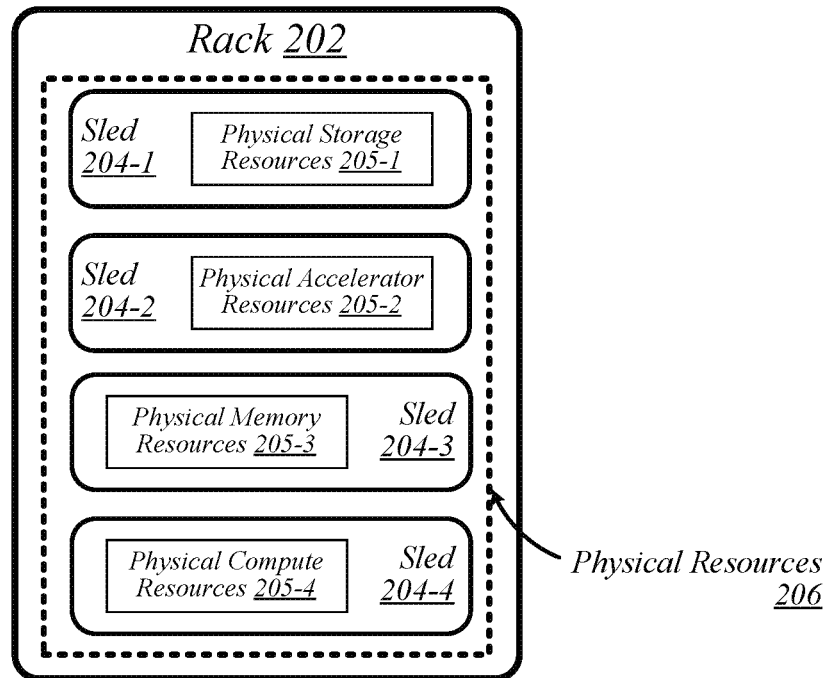 Rack 202
Sled
204-1
Physical Storage
Resources 205-1
Sled
204-2
Physical Accelerator
Resources 205-2
Physical Memory
Resources 205-3
Sled
204-3
Physical Compute
Resources 205-4
Sled
204-4
Physical Resources
206